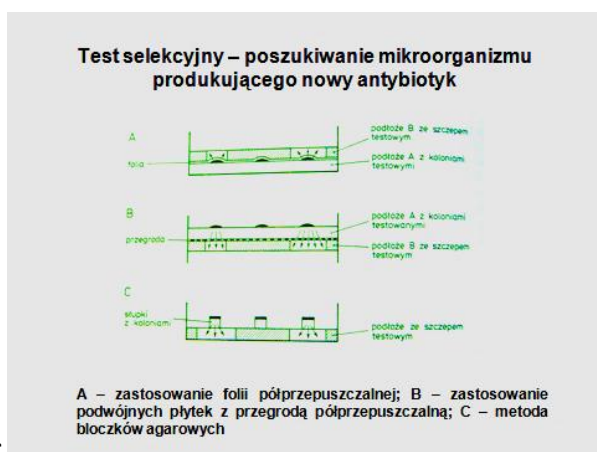 Test selekcyjny – poszukiwanie mikroorganizmu
produkującego nowy antybiotyk
A
podłoże B ze szczepem
testowym
folia
podłoże A z koloniami
testowymi
B
podłoże A z koloniami
testowanymi
przegroda
podłoże B ze szczepem
testowym
C
słupki
z koloniami
podłoże ze szczepem
testowym
A – zastosowanie folii półprzepuszczalnej; B – zastosowanie
podwójnych płytek z przegrodą półprzepuszczalną; C – metoda
bloczków agarowych